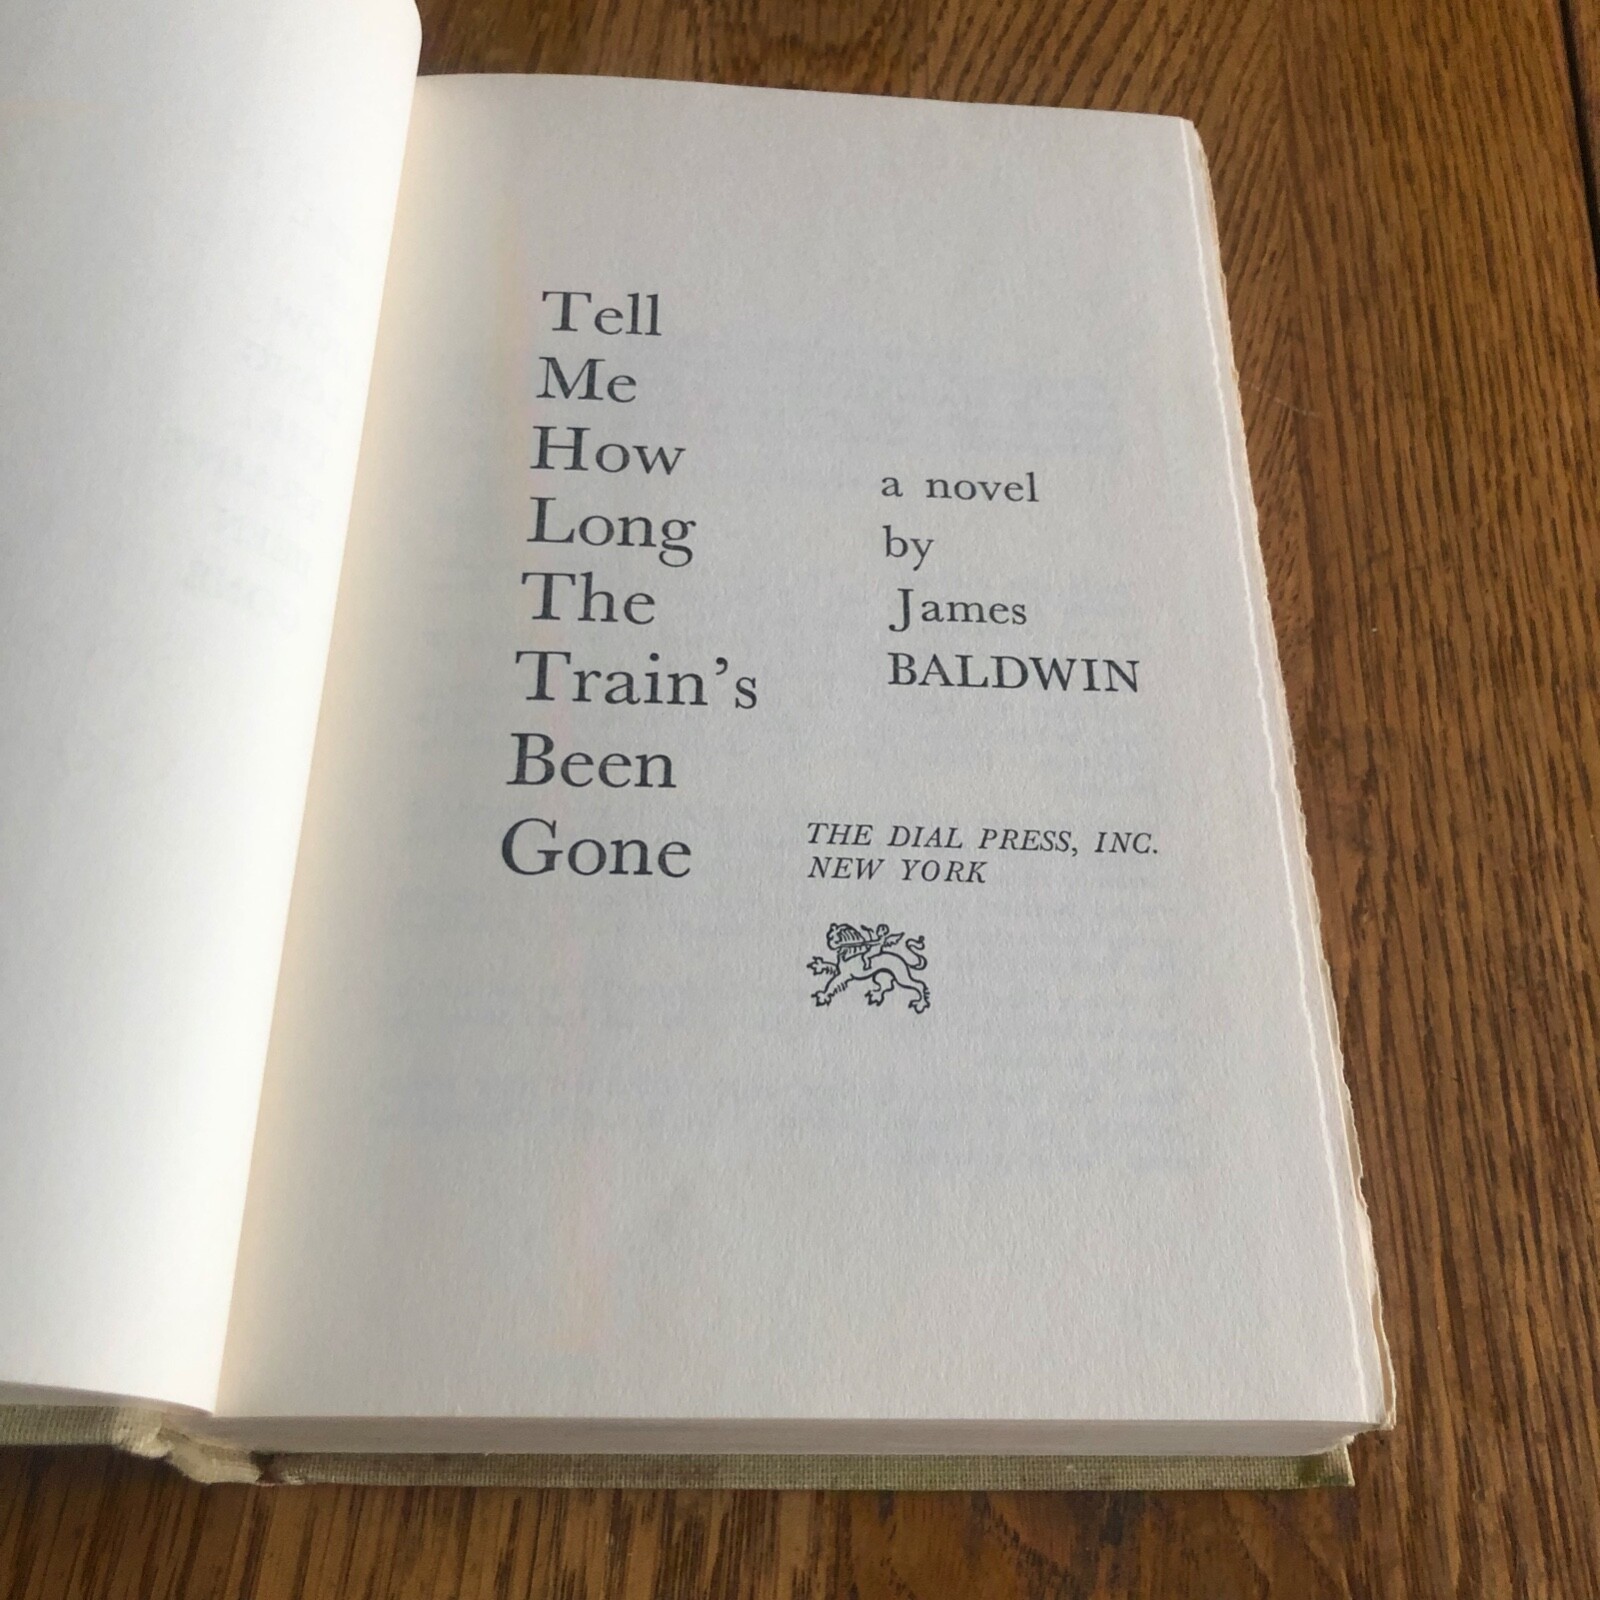 Tell
Me
How
Long
The
Train's
Been
Gone
a novel
by
James
BALDWIN
THE DIAL PRESS, INC.
NEW YORK